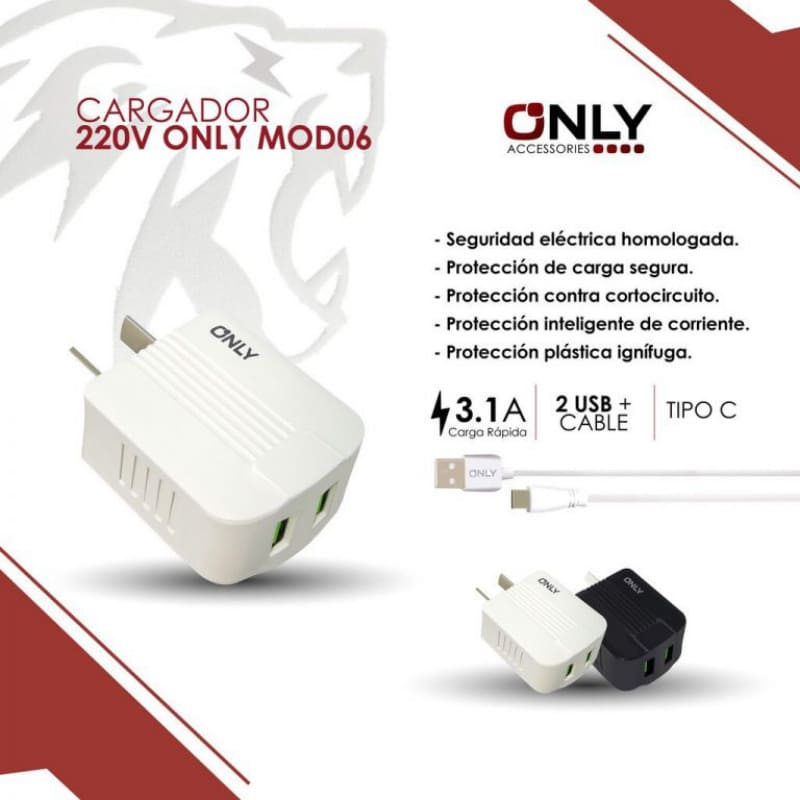 CARGADOR
220V ONLY MOD06
ONLY
ACCESSORIES
- Seguridad eléctrica homologada.
- Protección de carga segura.
- Protección contra cortocircuito.
- Protección inteligente de corriente.
- Protección plástica ignífuga.
ONLY
3.1A
Carga Rápida
2 USB +
CABLE
TIPO C
ONLY
ONLY
ONLY